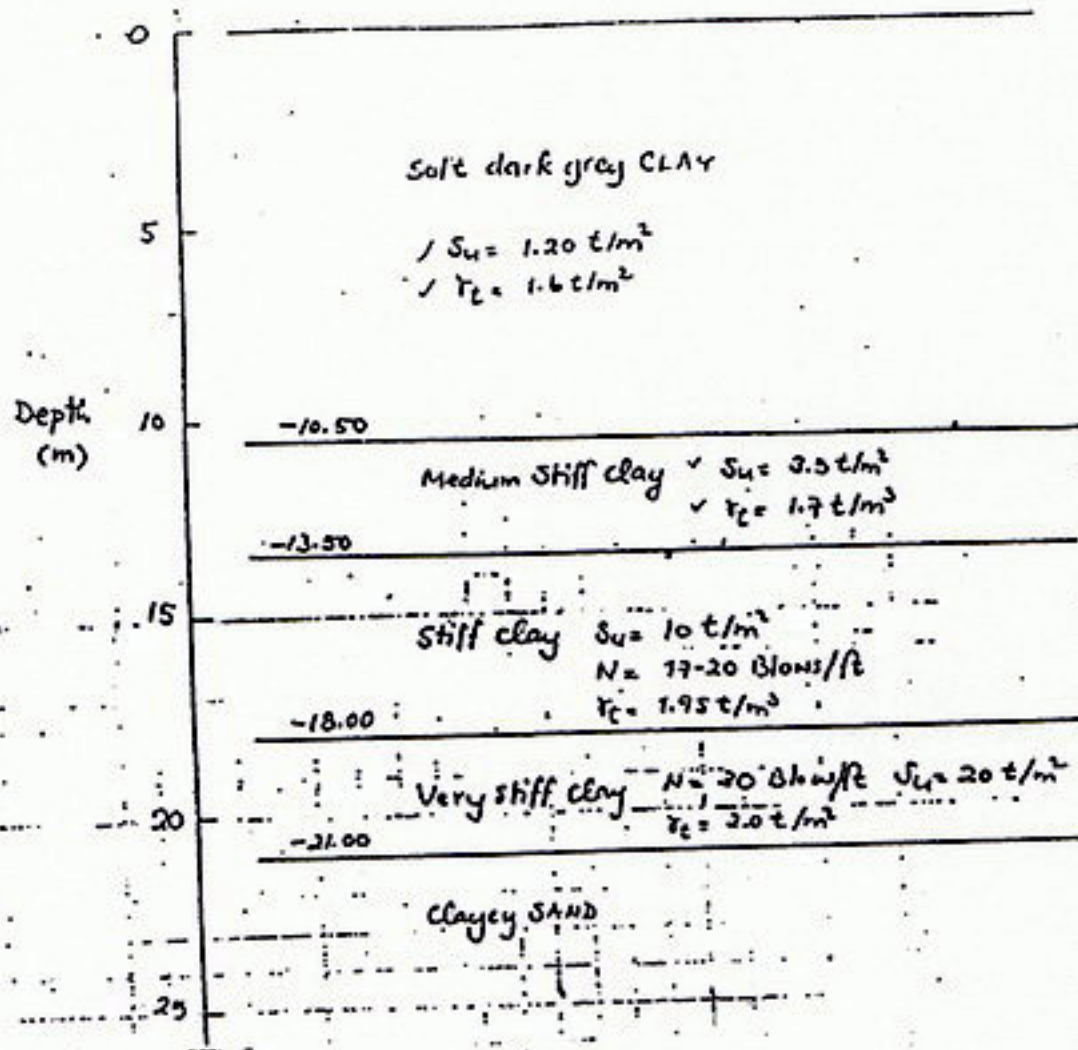 0
Soft dark gray CLAY
5
✓ Su = 1.20 t/m²
✓ γt = 1.6 t/m²
Depth (m)
10
-10.50
Medium stiff clay ✓ Su = 3.5 t/m²
✓ γt = 1.7 t/m³
-13.50
15
Stiff clay Su = 10 t/m²
N = 17-20 Blows/ft
γt = 1.95 t/m³
-18.00
Very stiff clay N = 30 Blows/ft Su = 20 t/m²
20
γt = 2.0 t/m²
-21.00
Clayey SAND
25